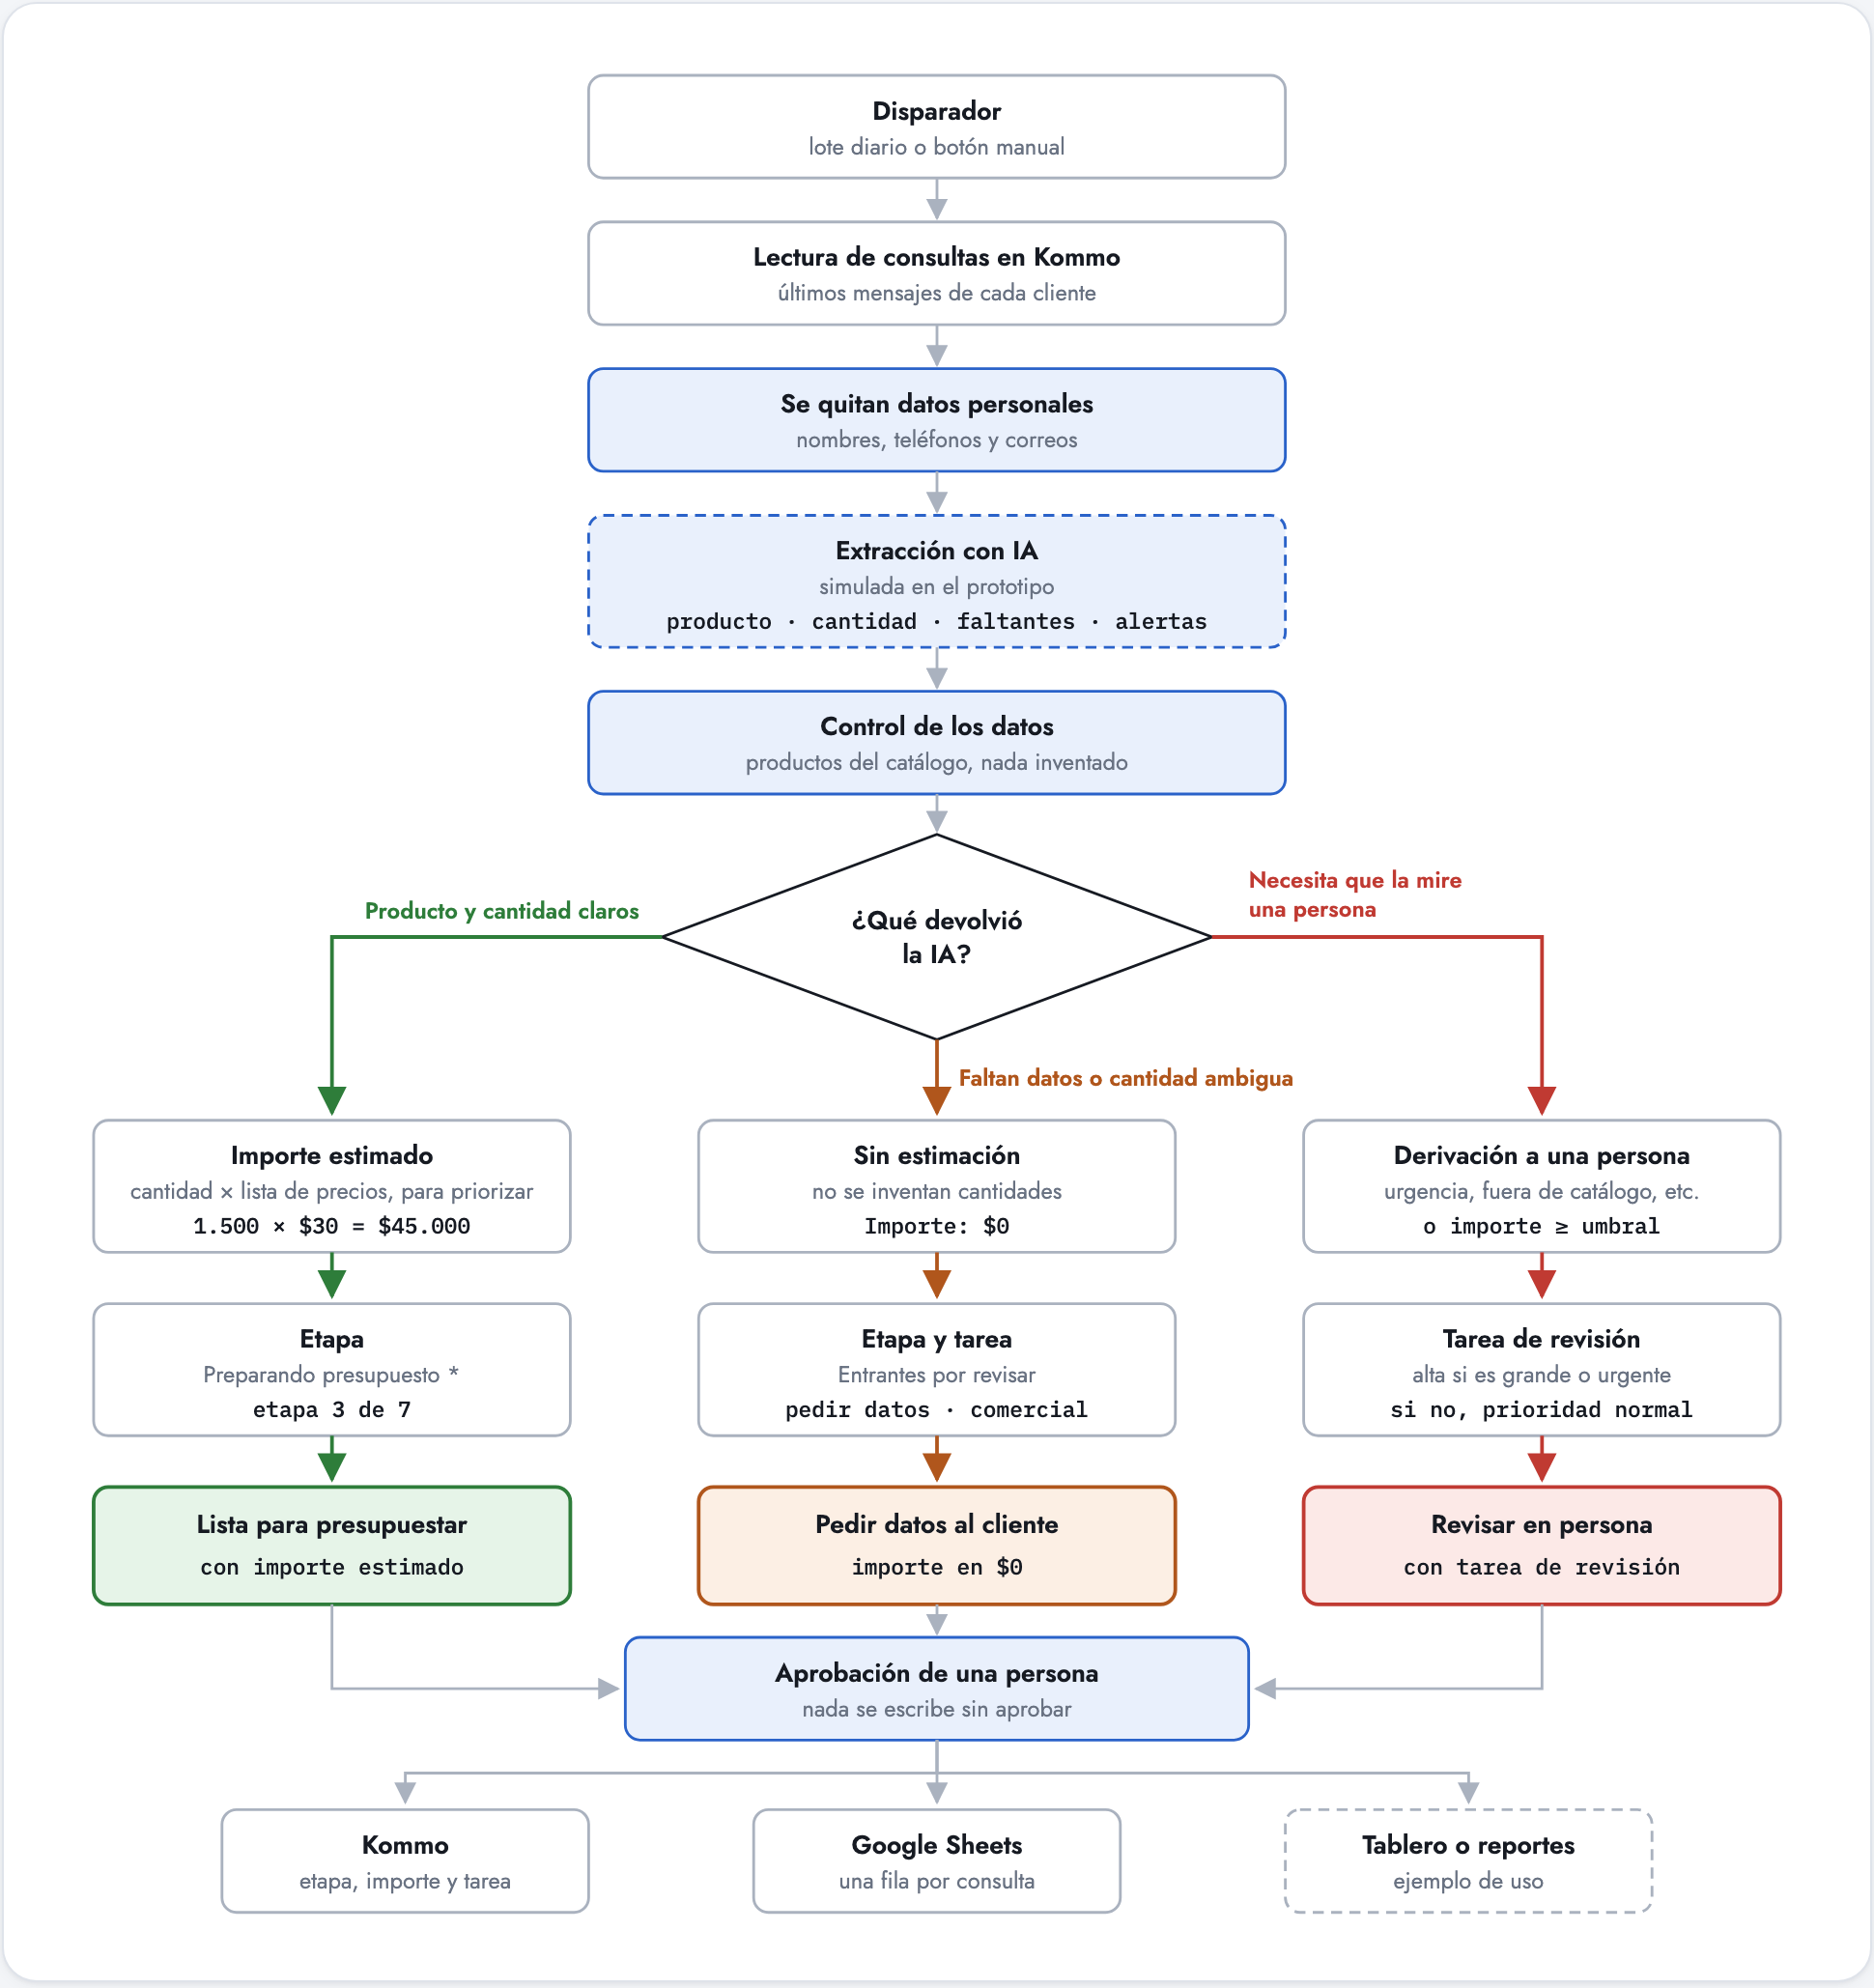 Disparador
lote diario o botón manual
Lectura de consultas en Kommo
últimos mensajes de cada cliente
Se quitan datos personales
nombres, teléfonos y correos
Extracción con IA
simulada en el prototipo
producto · cantidad · faltantes · alertas
Control de los datos
productos del catálogo, nada inventado
¿Qué devolvió
la IA?
Producto y cantidad claros
Necesita que la mire
una persona
Faltan datos o cantidad ambigua
Importe estimado
cantidad × lista de precios, para priorizar
1.500 × $30 = $45.000
Sin estimación
no se inventan cantidades
Importe: $0
Derivación a una persona
urgencia, fuera de catálogo, etc.
o importe ≥ umbral
Etapa
Preparando presupuesto *
etapa 3 de 7
Etapa y tarea
Entrantes por revisar
pedir datos · comercial
Tarea de revisión
alta si es grande o urgente
si no, prioridad normal
Lista para presupuestar
con importe estimado
Pedir datos al cliente
importe en $0
Revisar en persona
con tarea de revisión
Aprobación de una persona
nada se escribe sin aprobar
Kommo
etapa, importe y tarea
Google Sheets
una fila por consulta
Tablero o reportes
ejemplo de uso